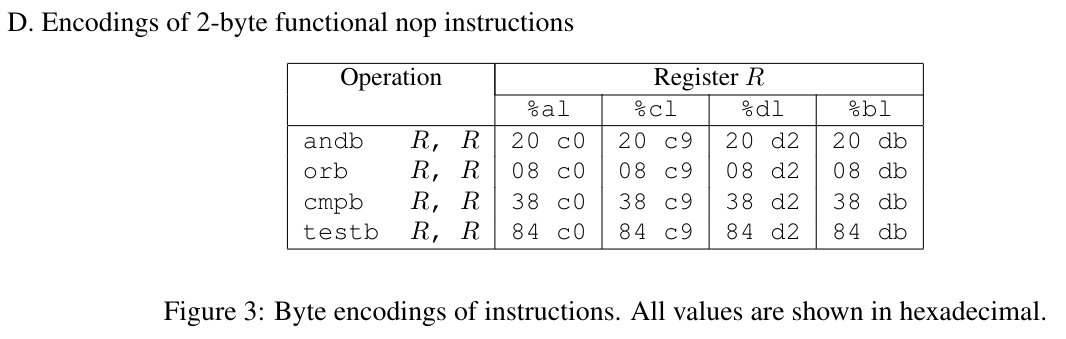 D. Encodings of 2-byte functional nop instructions
Operation Register R
%al %cl %dl %bl
andb R, R 20 c0 20 c9 20 d2 20 db
orb R, R 08 c0 08 c9 08 d2 08 db
cmpb R, R 38 c0 38 c9 38 d2 38 db
testb R, R 84 c0 84 c9 84 d2 84 db
Figure 3: Byte encodings of instructions. All values are shown in hexadecimal.